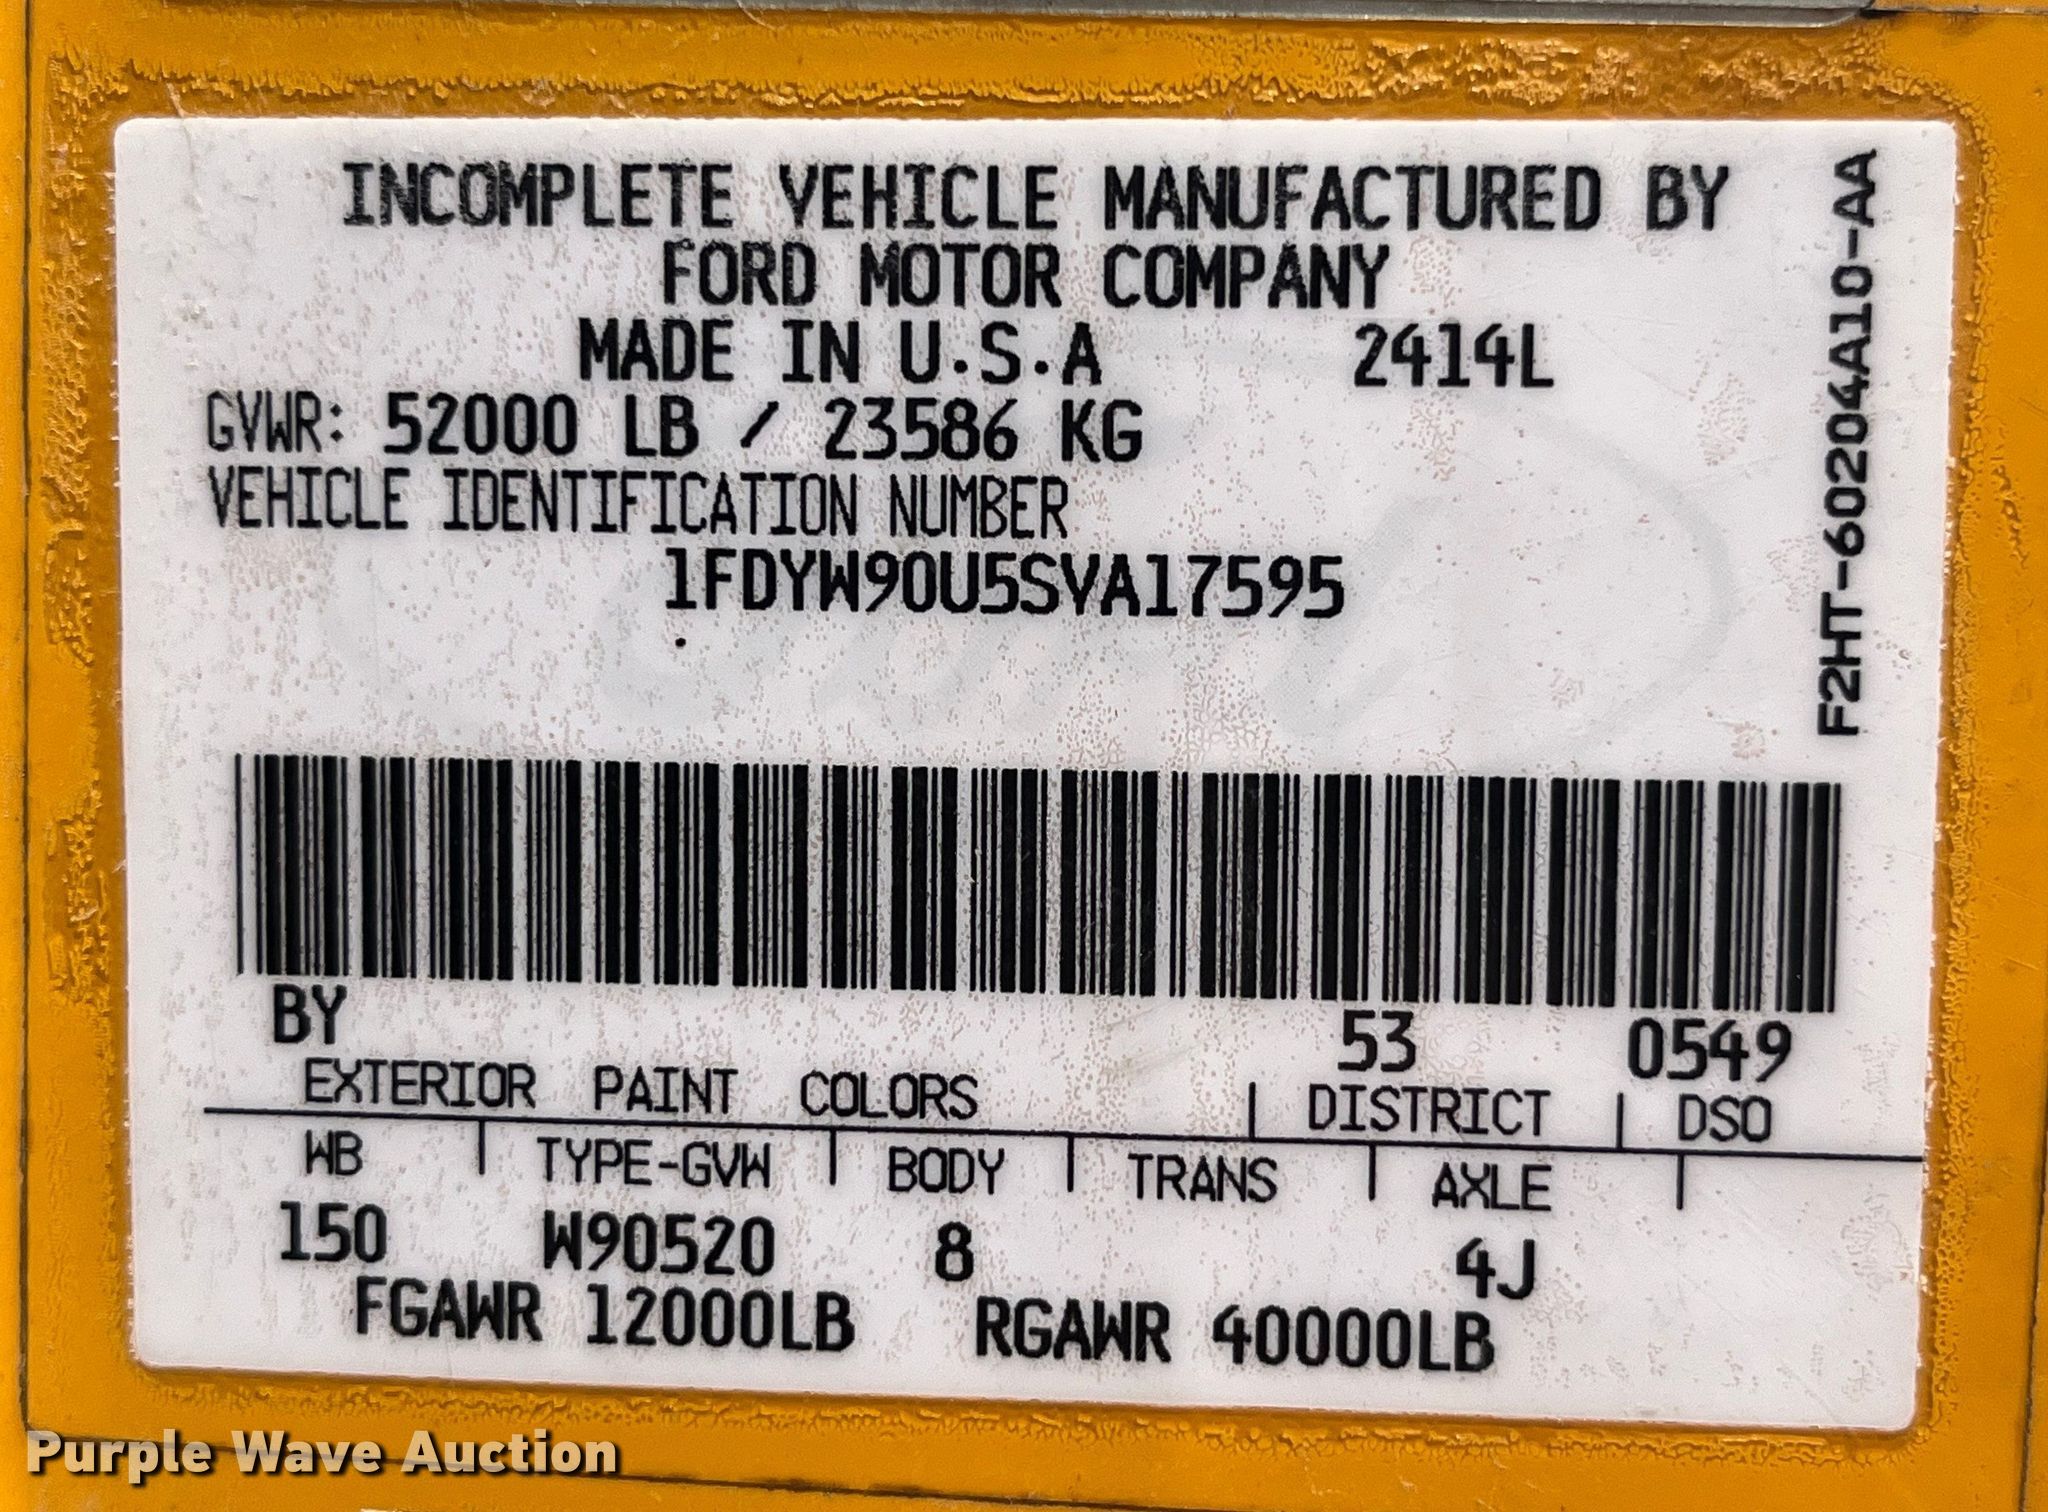 INCOMPLETE VEHICLE MANUFACTURED BY
FORD MOTOR COMPANY
MADE IN U.S.A 2414L
GVWR: 52000 LB / 23586 KG
VEHICLE IDENTIFICATION NUMBER
1FDYW90U5SVA17595
F2HT-60204A10-AA
BY 53 0549
EXTERIOR PAINT COLORS | DISTRICT | DSO
WB | TYPE-GVW | BODY | TRANS | AXLE |
150 W90520 8 4J
FGAWR 12000LB RGAWR 40000LB
Purple Wave Auction